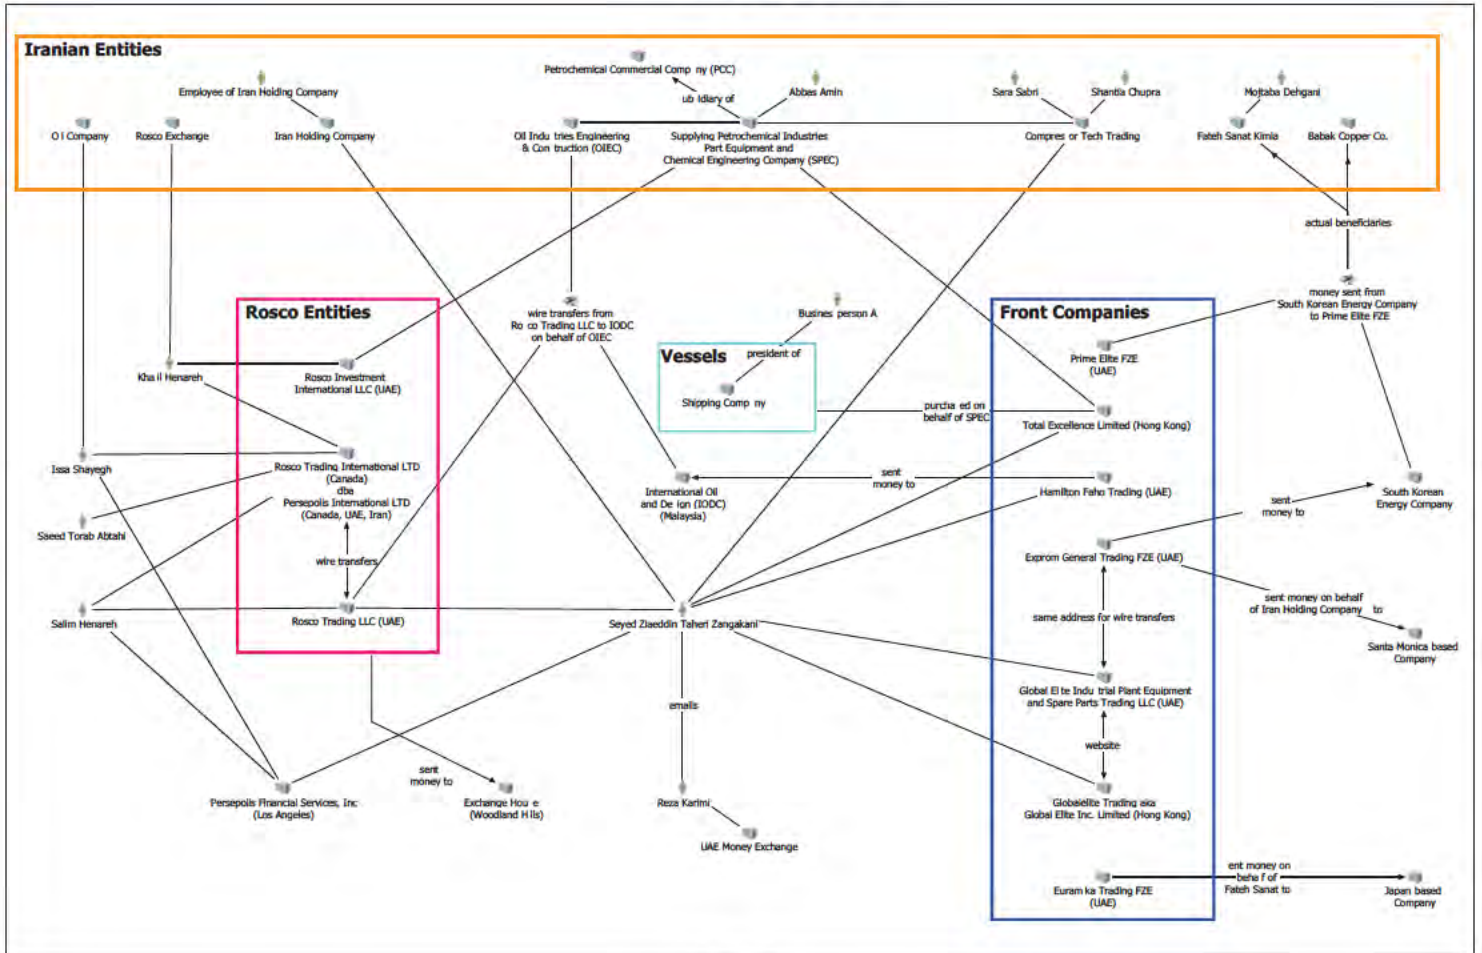 Iranian Entities
Petrochemical Commercial Comp ny (PCC)
Employee of Iran Holding Company
ub idiary of
Abbas Amin
Sara Sabri
Shantia Chupra
Mojtaba Dehgani
O l Company
Rosco Exchange
Iran Holding Company
Oil Indu tries Engineering
& Con truction (OIEC)
Supplying Petrochemical Industries
Part Equipment and
Chemical Engineering Company (SPEC)
Compres or Tech Trading
Fateh Sanat Kimia
Babak Copper Co.
actual beneficiaries
money sent from
South Korean Energy Company
to Prime Elite FZE
Rosco Entities
wire transfers from
Ro co Trading LLC to IODC
on behalf of OIEC
Busines person A
Front Companies
Vessels
president of
Shipping Comp ny
Prime Elite FZE
(UAE)
Kha il Henareh
Rosco Investment
International LLC (UAE)
purcha ed on
behalf of SPEC
Total Excellence Limited (Hong Kong)
Issa Shayegh
Rosco Trading International LTD
(Canada)
dba
Persepolis International LTD
(Canada, UAE, Iran)
International Oil
and De ign (IODC)
(Malaysia)
sent
money to
Hamilton Faho Trading (UAE)
South Korean
Energy Company
sent
money to
Saeed Torab Abtahi
wire transfers
Exprom General Trading FZE (UAE)
sent money on behalf
of Iran Holding Company to
Santa Monica based
Company
Salim Henareh
Rosco Trading LLC (UAE)
Seyed Ziaeddin Taheri Zangakani
same address for wire transfers
Global El te Indu trial Plant Equipment
and Spare Parts Trading LLC (UAE)
emails
website
sent
money to
Persepolis Financial Services, Inc
(Los Angeles)
Exchange Hou e
(Woodland H lls)
Reza Karimi
UAE Money Exchange
Globalelite Trading aka
Global Elite Inc. Limited (Hong Kong)
Euram ka Trading FZE
(UAE)
ent money on
beha f of
Fateh Sanat to
Japan based
Company